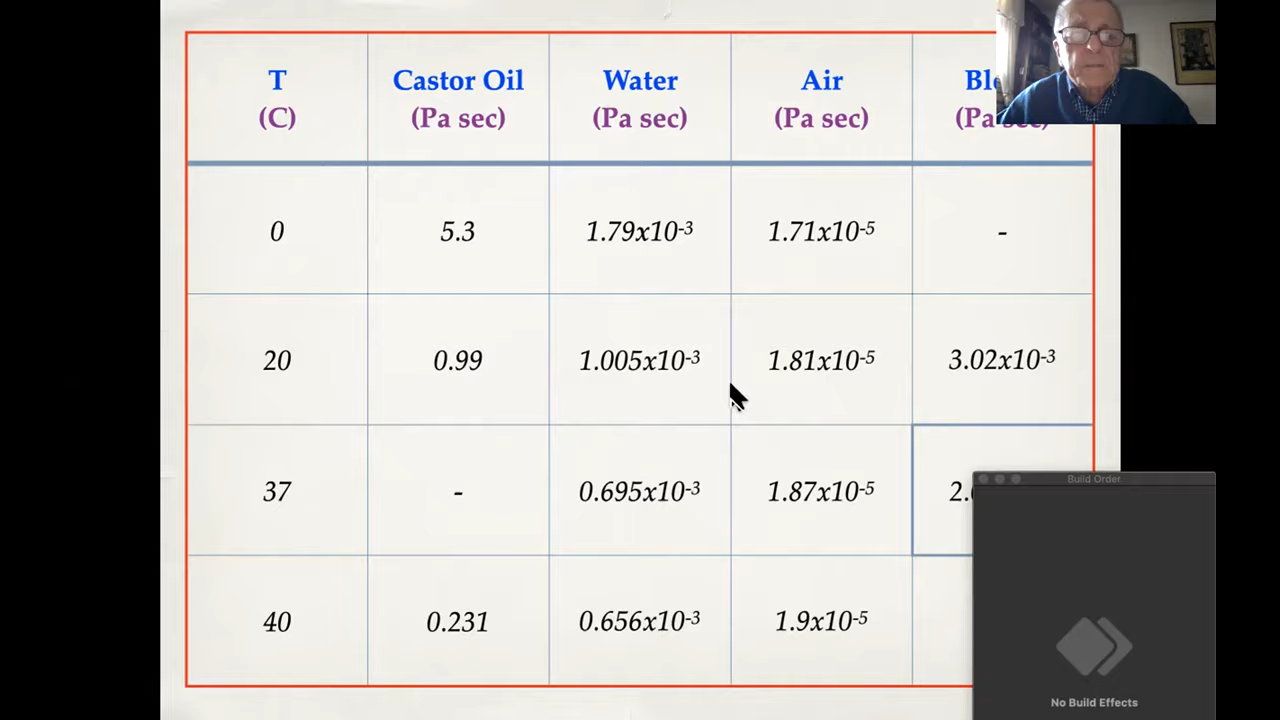 T Castor Oil Water Air
(C) (Pa sec) (Pa sec) (Pa sec)
0 5.3 1.79x10-3 1.71x10-5 -
20 0.99 1.005x10-3 1.81x10-5 3.02x10-3
37 - 0.695x10-3 1.87x10-5
40 0.231 0.656x10-3 1.9x10-5
Build Order
No Build Effects